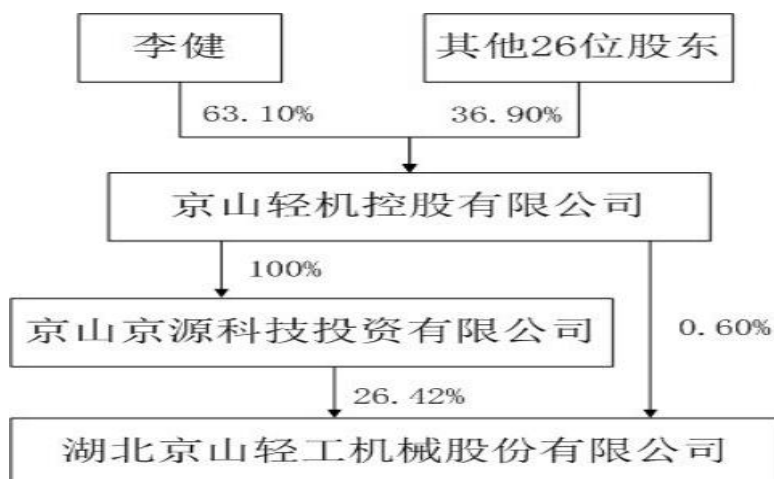 李健
其他26位股东
63.10%
36.90%
京山轻机控股有限公司
100%
京山京源科技投资有限公司
0.60%
26.42%
湖北京山轻工机械股份有限公司